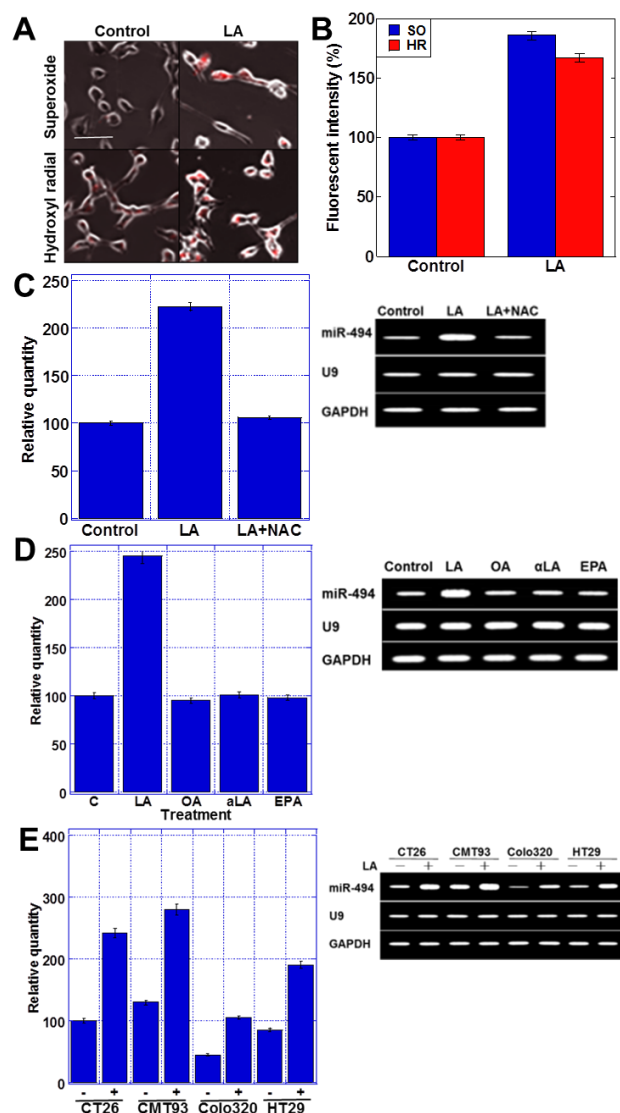 A
Control
LA
Superoxide
Hydroxyl radial
B
Fluorescent intensity (%)
200
150
100
50
0
SO
HR
Control
LA
C
Relative quantity
250
200
150
100
50
0
Control
LA
LA+NAC
Control
LA
LA+NAC
miR-494
U9
GAPDH
D
Relative quantity
250
200
150
100
50
0
C
LA
OA
aLA
EPA
Treatment
Control
LA
OA
αLA
EPA
miR-494
U9
GAPDH
E
Relative quantity
400
300
200
100
0
- + - + - + - +
CT26
CMT93
Colo320
HT29
CT26
CMT93
Colo320
HT29
LA
− + − + − + − +
miR-494
U9
GAPDH